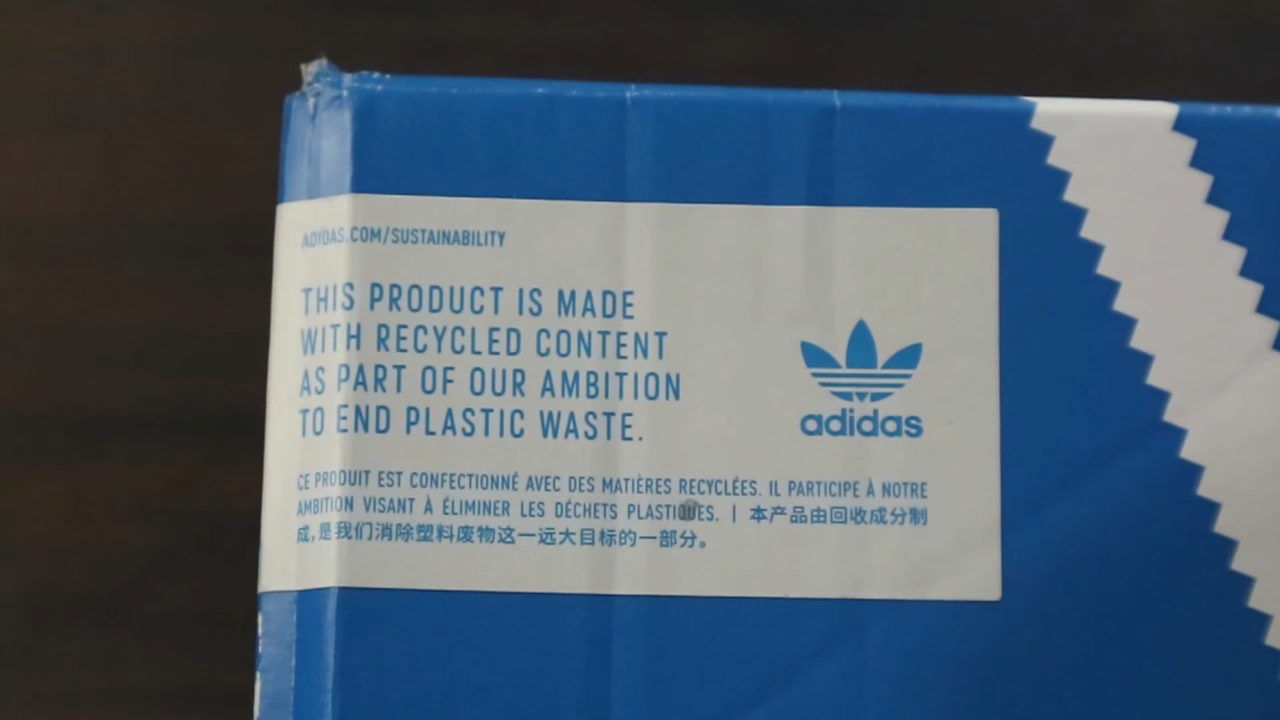 ADIDAS.COM/SUSTAINABILITY
THIS PRODUCT IS MADE
WITH RECYCLED CONTENT
AS PART OF OUR AMBITION
TO END PLASTIC WASTE.
adidas
CE PRODUIT EST CONFECTIONNÉ AVEC DES MATIÈRES RECYCLÉES. IL PARTICIPE À NOTRE
AMBITION VISANT À ÉLIMINER LES DÉCHETS PLASTIQUES. | 本产品由回收成分制
成,是我们消除塑料废物这一远大目标的一部分。